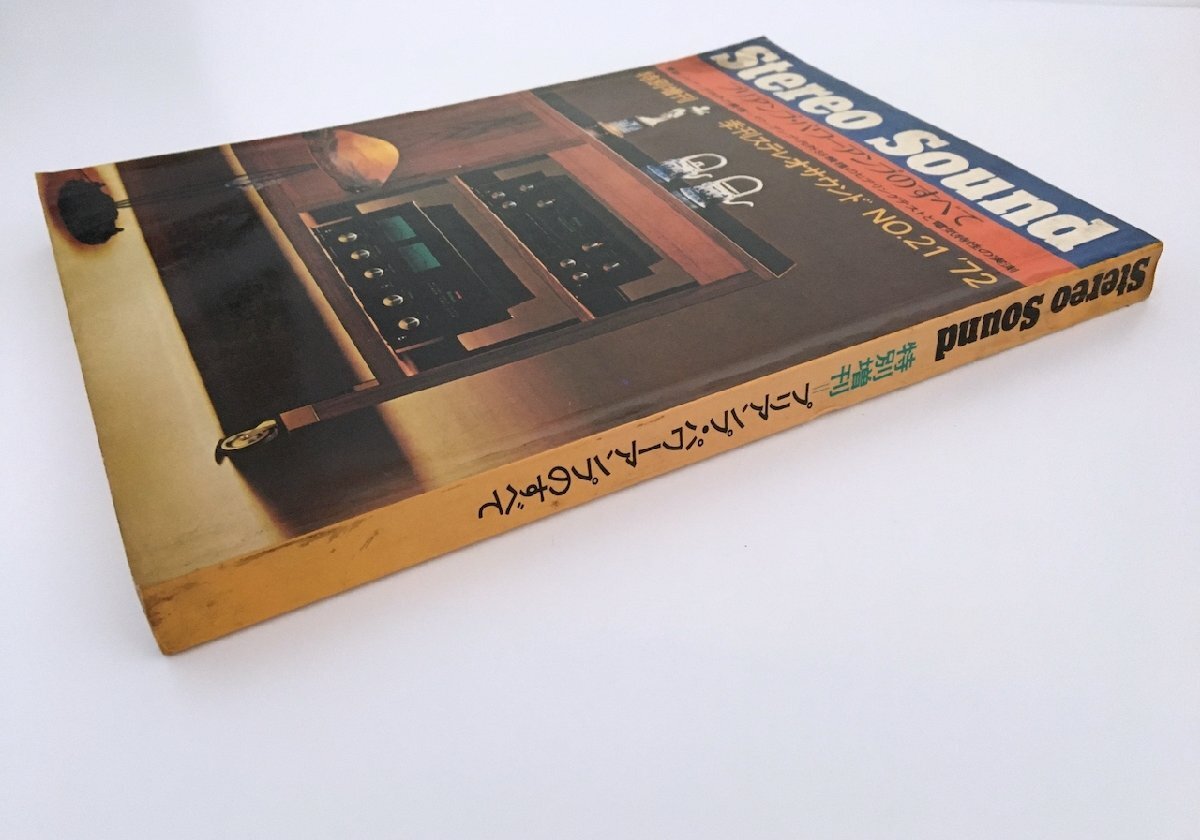 Stereo Sound
プリアンプ・パワーアンプのすべて
特別増刊
季刊ステレオサウンド NO.21 '72
Stereo Sound 特別増刊＝プリアンプ・パワーアンプのすべて